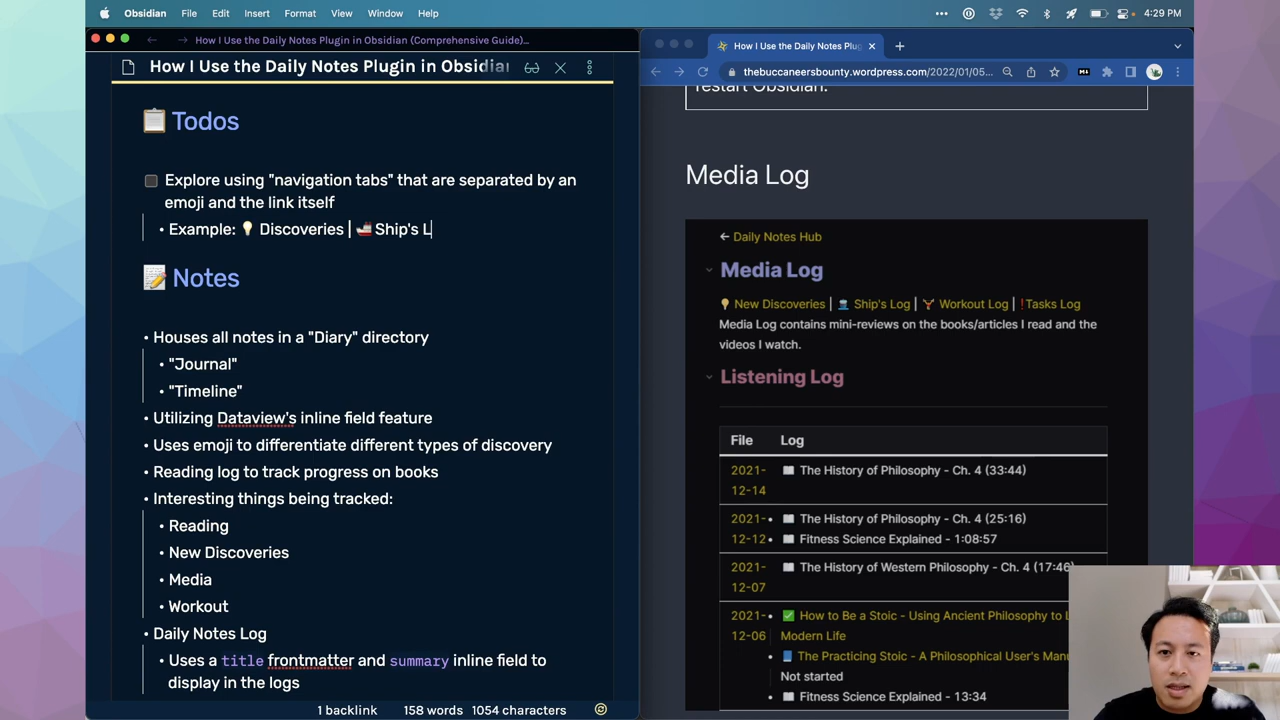 Obsidian File Edit Insert Format View Window Help
4:29 PM
How I Use the Daily Notes Plugin in Obsidian (Comprehensive Guide)...
How I Use the Daily Notes Plugin in Obsidian
📋 Todos
Explore using "navigation tabs" that are separated by an
emoji and the link itself
• Example: 💡 Discoveries | 🚢 Ship's L
📝 Notes
• Houses all notes in a "Diary" directory
• "Journal"
• "Timeline"
• Utilizing Dataview's inline field feature
• Uses emoji to differentiate different types of discovery
• Reading log to track progress on books
• Interesting things being tracked:
• Reading
• New Discoveries
• Media
• Workout
• Daily Notes Log
• Uses a title frontmatter and summary inline field to
display in the logs
1 backlink 158 words 1054 characters
How I Use the Daily Notes Plug
thebuccaneersbounty.wordpress.com/2022/01/05...
restart Obsidian.
Media Log
← Daily Notes Hub
Media Log
💡 New Discoveries | Ship's Log | 🏋 Workout Log | ❗Tasks Log
Media Log contains mini-reviews on the books/articles I read and the
videos I watch.
Listening Log
File Log
2021-12-14 📖 The History of Philosophy - Ch. 4 (33:44)
2021-12-12 • 📖 The History of Philosophy - Ch. 4 (25:16)
• 📖 Fitness Science Explained - 1:08:57
2021-12-07 📖 The History of Western Philosophy - Ch. 4 (17:46)
2021-12-06 • ✅ How to Be a Stoic - Using Ancient Philosophy to L
Modern Life
• 📘 The Practicing Stoic - A Philosophical User's Manu
Not started
• 📖 Fitness Science Explained - 13:34